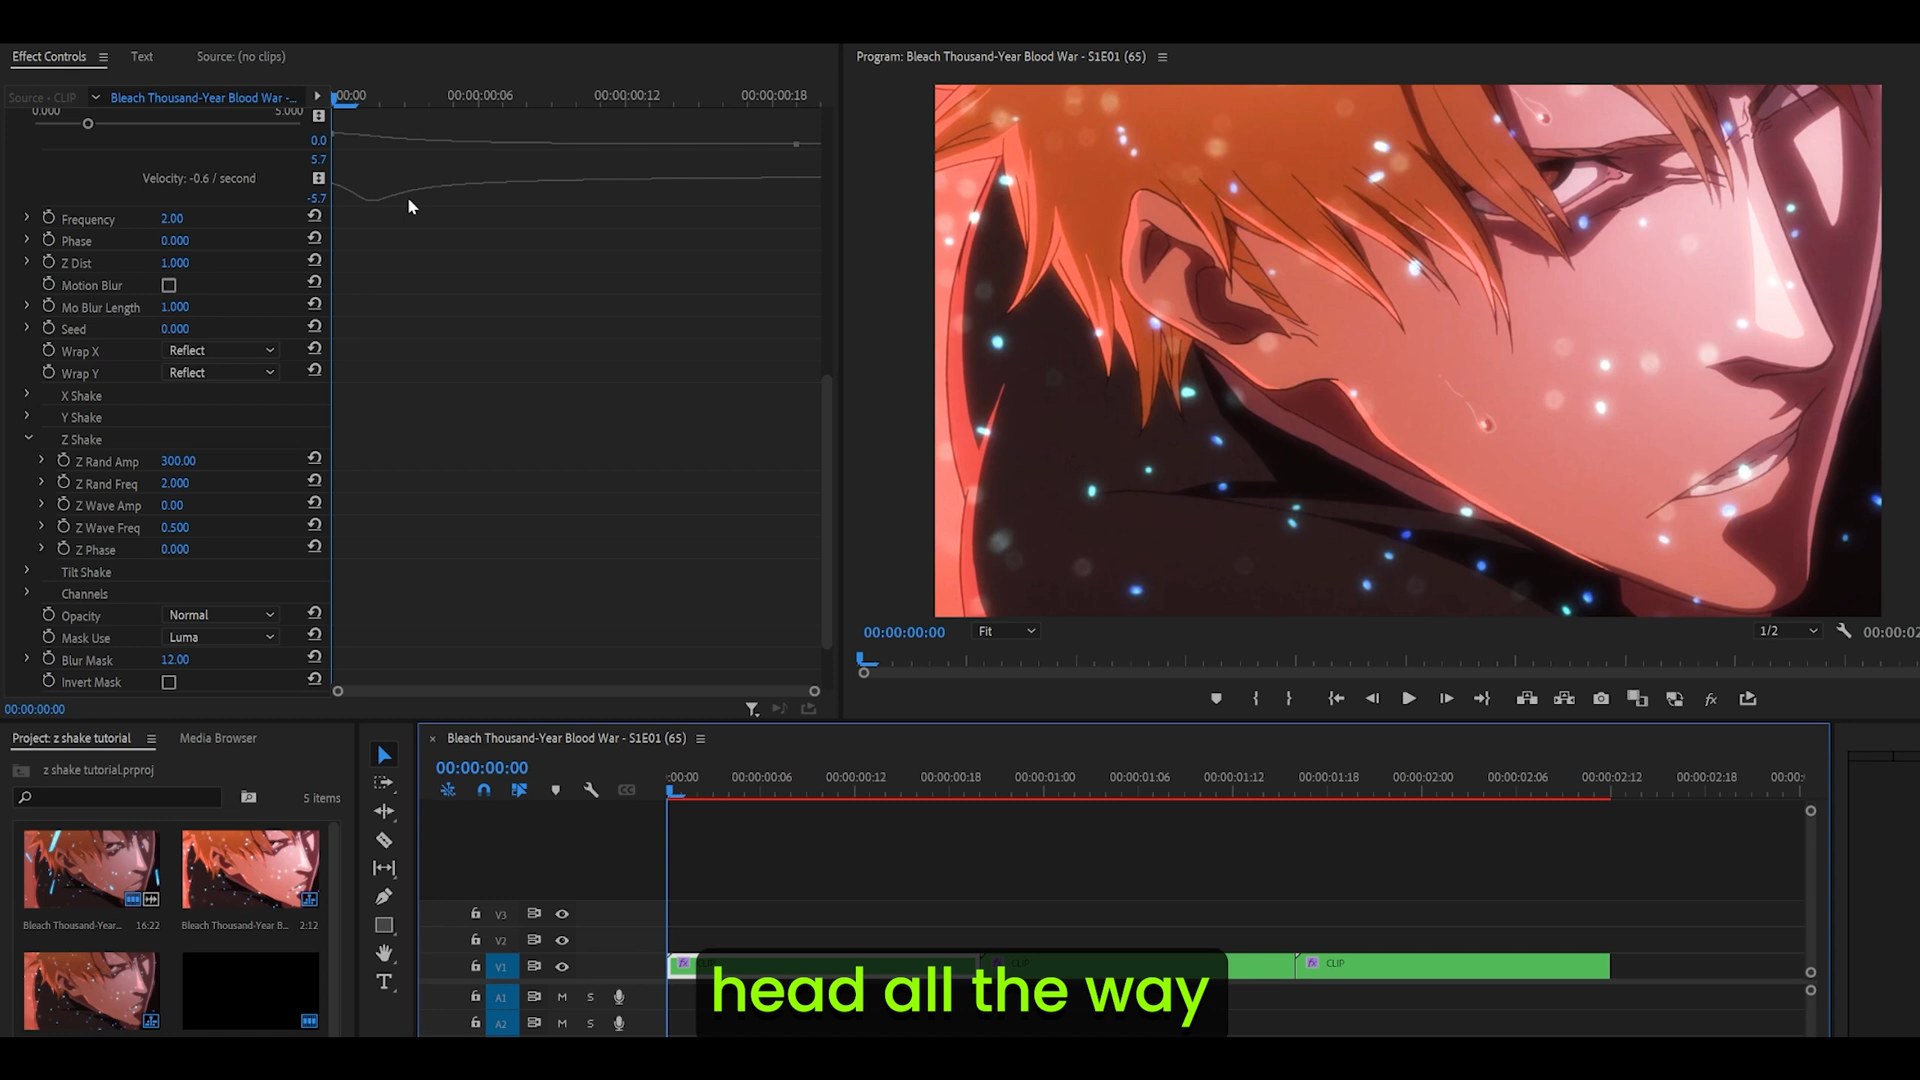 Effect Controls
Text
Source: (no clips)
Source • CLIP
Bleach Thousand-Year Blood War -...
:00:00
00:00:00:06
00:00:00:12
00:00:00:18
0.000
5.000
0.0
5.7
Velocity: -0.6 / second
-5.7
Frequency 2.00
Phase 0.000
Z Dist 1.000
Motion Blur
Mo Blur Length 1.000
Seed 0.000
Wrap X Reflect
Wrap Y Reflect
X Shake
Y Shake
Z Shake
Z Rand Amp 300.00
Z Rand Freq 2.000
Z Wave Amp 0.00
Z Wave Freq 0.500
Z Phase 0.000
Tilt Shake
Channels
Opacity Normal
Mask Use Luma
Blur Mask 12.00
Invert Mask
00:00:00:00
Program: Bleach Thousand-Year Blood War - S1E01 (65)
00:00:00:00
Fit
1/2
00:00:02
fx
Project: z shake tutorial
Media Browser
z shake tutorial.prproj
5 items
Bleach Thousand-Year... 16:22
Bleach Thousand-Year B... 2:12
T
× Bleach Thousand-Year Blood War - S1E01 (65)
00:00:00:00
CC
:00:00
00:00:00:06
00:00:00:12
00:00:00:18
00:00:01:00
00:00:01:06
00:00:01:12
00:00:01:18
00:00:02:00
00:00:02:06
00:00:02:12
00:00:02:18
00:00:
V3
V2
V1
fx CLIP
fx CLIP
fx CLIP
A1 M S
A2 M S
head all the way